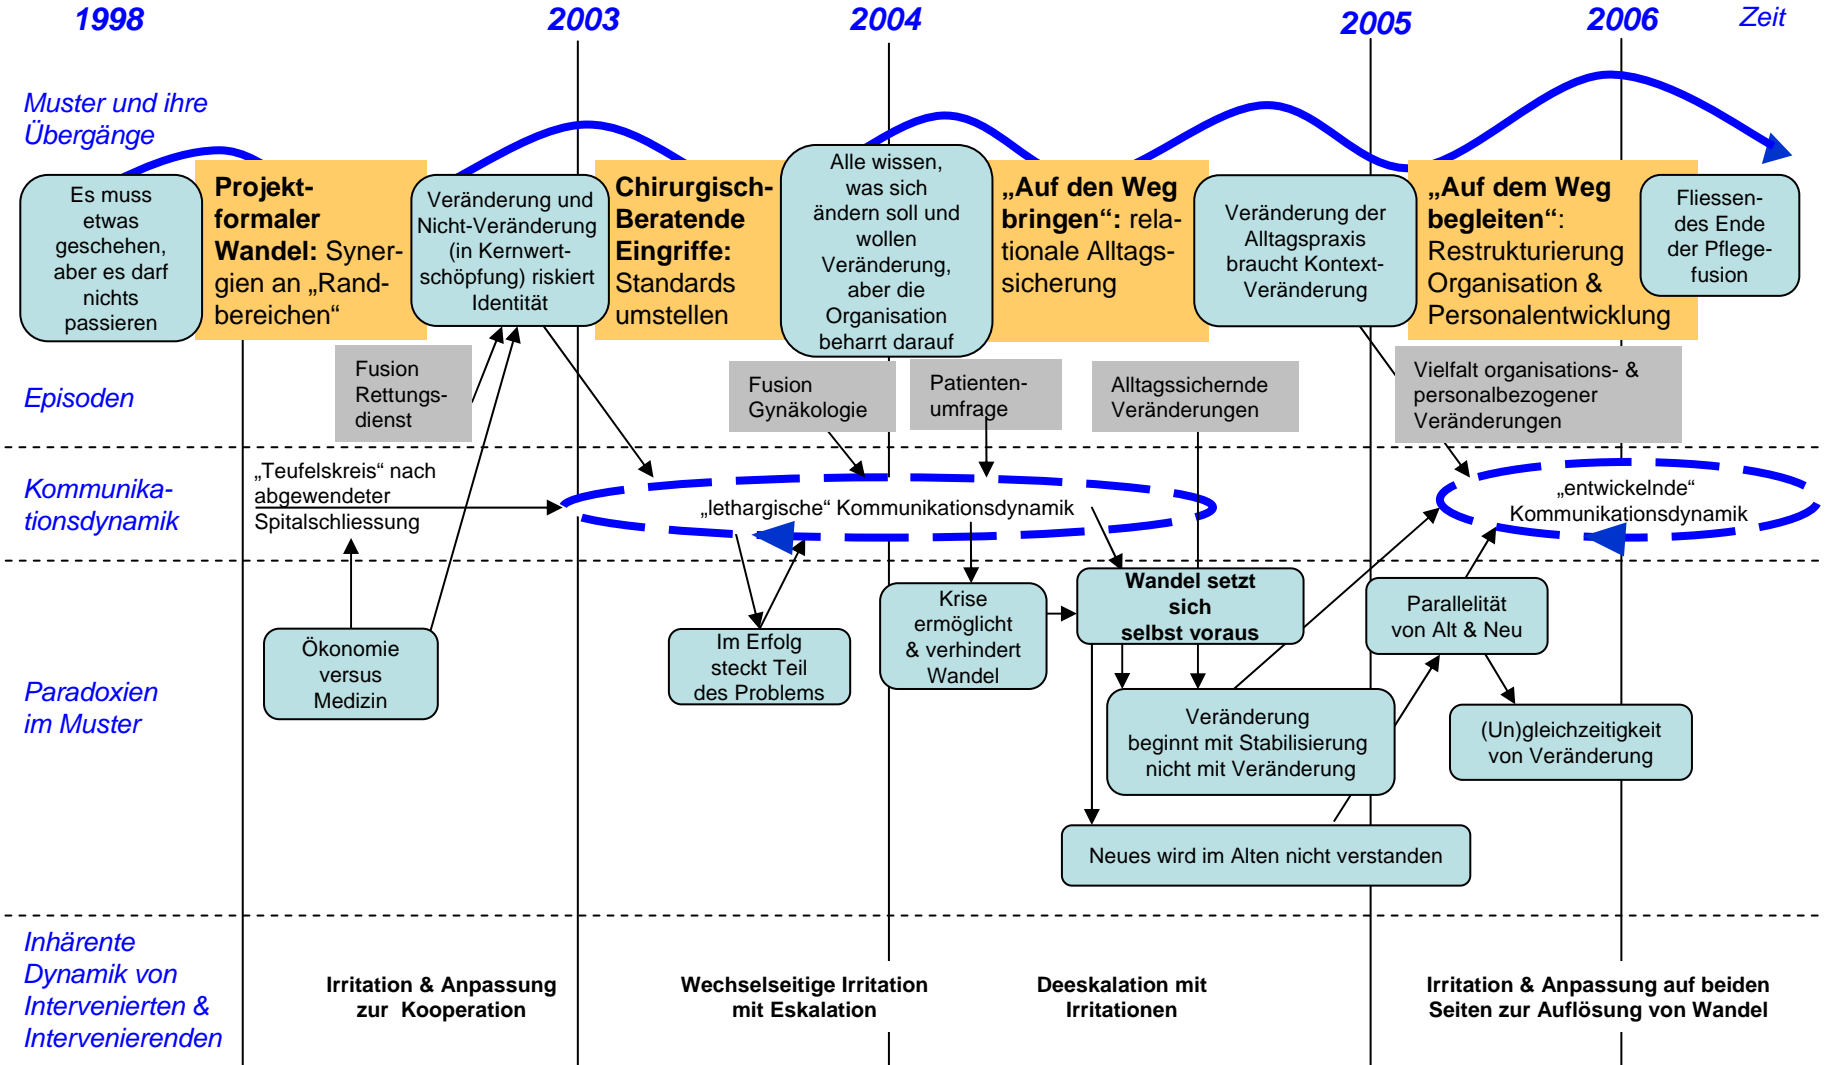 1998
2003
2004
2005
2006
Zeit
Muster und ihre
Übergänge
Es muss
etwas
geschehen,
aber es darf
nichts
passieren
Projekt-
formaler
Wandel: Syner-
gien an „Rand-
bereichen“
Veränderung und
Nicht-Veränderung
(in Kernwert-
schöpfung) riskiert
Identität
Chirurgisch-
Beratende
Eingriffe:
Standards
umstellen
Alle wissen,
was sich
ändern soll und
wollen
Veränderung,
aber die
Organisation
beharrt darauf
„Auf den Weg
bringen“: rela-
tionale Alltags-
sicherung
Veränderung der
Alltagspraxis
braucht Kontext-
Veränderung
„Auf dem Weg
begleiten“:
Restrukturierung
Organisation &
Personalentwicklung
Fliessen-
des Ende
der Pflege-
fusion
Episoden
Fusion
Rettungs-
dienst
Fusion
Gynäkologie
Patienten-
umfrage
Alltagssichernde
Veränderungen
Vielfalt organisations- &
personalbezogener
Veränderungen
Kommunika-
tionsdynamik
„Teufelskreis“ nach
abgewendeter
Spitalschliessung
„lethargische“ Kommunikationsdynamik
„entwickelnde“
Kommunikationsdynamik
Paradoxien
im Muster
Ökonomie
versus
Medizin
Im Erfolg
steckt Teil
des Problems
Krise
ermöglicht
& verhindert
Wandel
Wandel setzt
sich
selbst voraus
Parallelität
von Alt & Neu
Veränderung
beginnt mit Stabilisierung
nicht mit Veränderung
(Un)gleichzeitigkeit
von Veränderung
Neues wird im Alten nicht verstanden
Inhärente
Dynamik von
Intervenierten &
Intervenierenden
Irritation & Anpassung
zur Kooperation
Wechselseitige Irritation
mit Eskalation
Deeskalation mit
Irritationen
Irritation & Anpassung auf beiden
Seiten zur Auflösung von Wandel